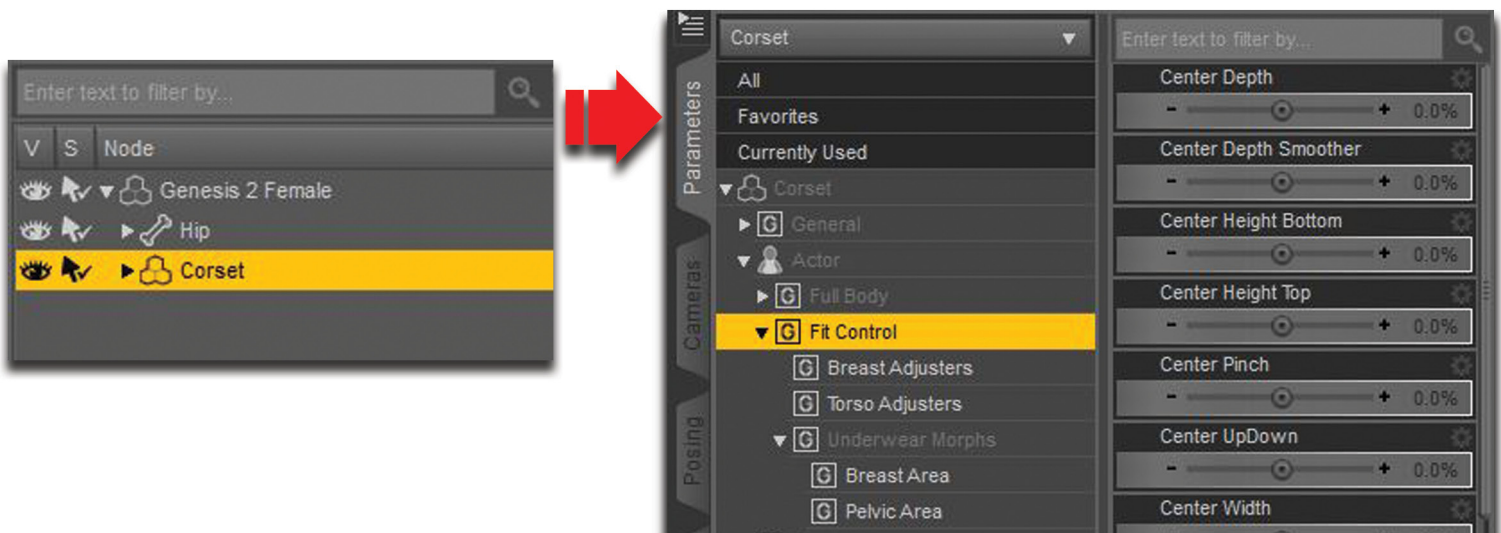 Enter text to filter by...
V S Node
Genesis 2 Female
Hip
Corset
Parameters
Cameras
Posing
Corset
All
Favorites
Currently Used
Corset
G General
Actor
G Full Body
G Fit Control
G Breast Adjusters
G Torso Adjusters
G Underwear Morphs
G Breast Area
G Pelvic Area
Enter text to filter by...
Center Depth
- + 0.0%
Center Depth Smoother
- + 0.0%
Center Height Bottom
- + 0.0%
Center Height Top
- + 0.0%
Center Pinch
- + 0.0%
Center UpDown
- + 0.0%
Center Width